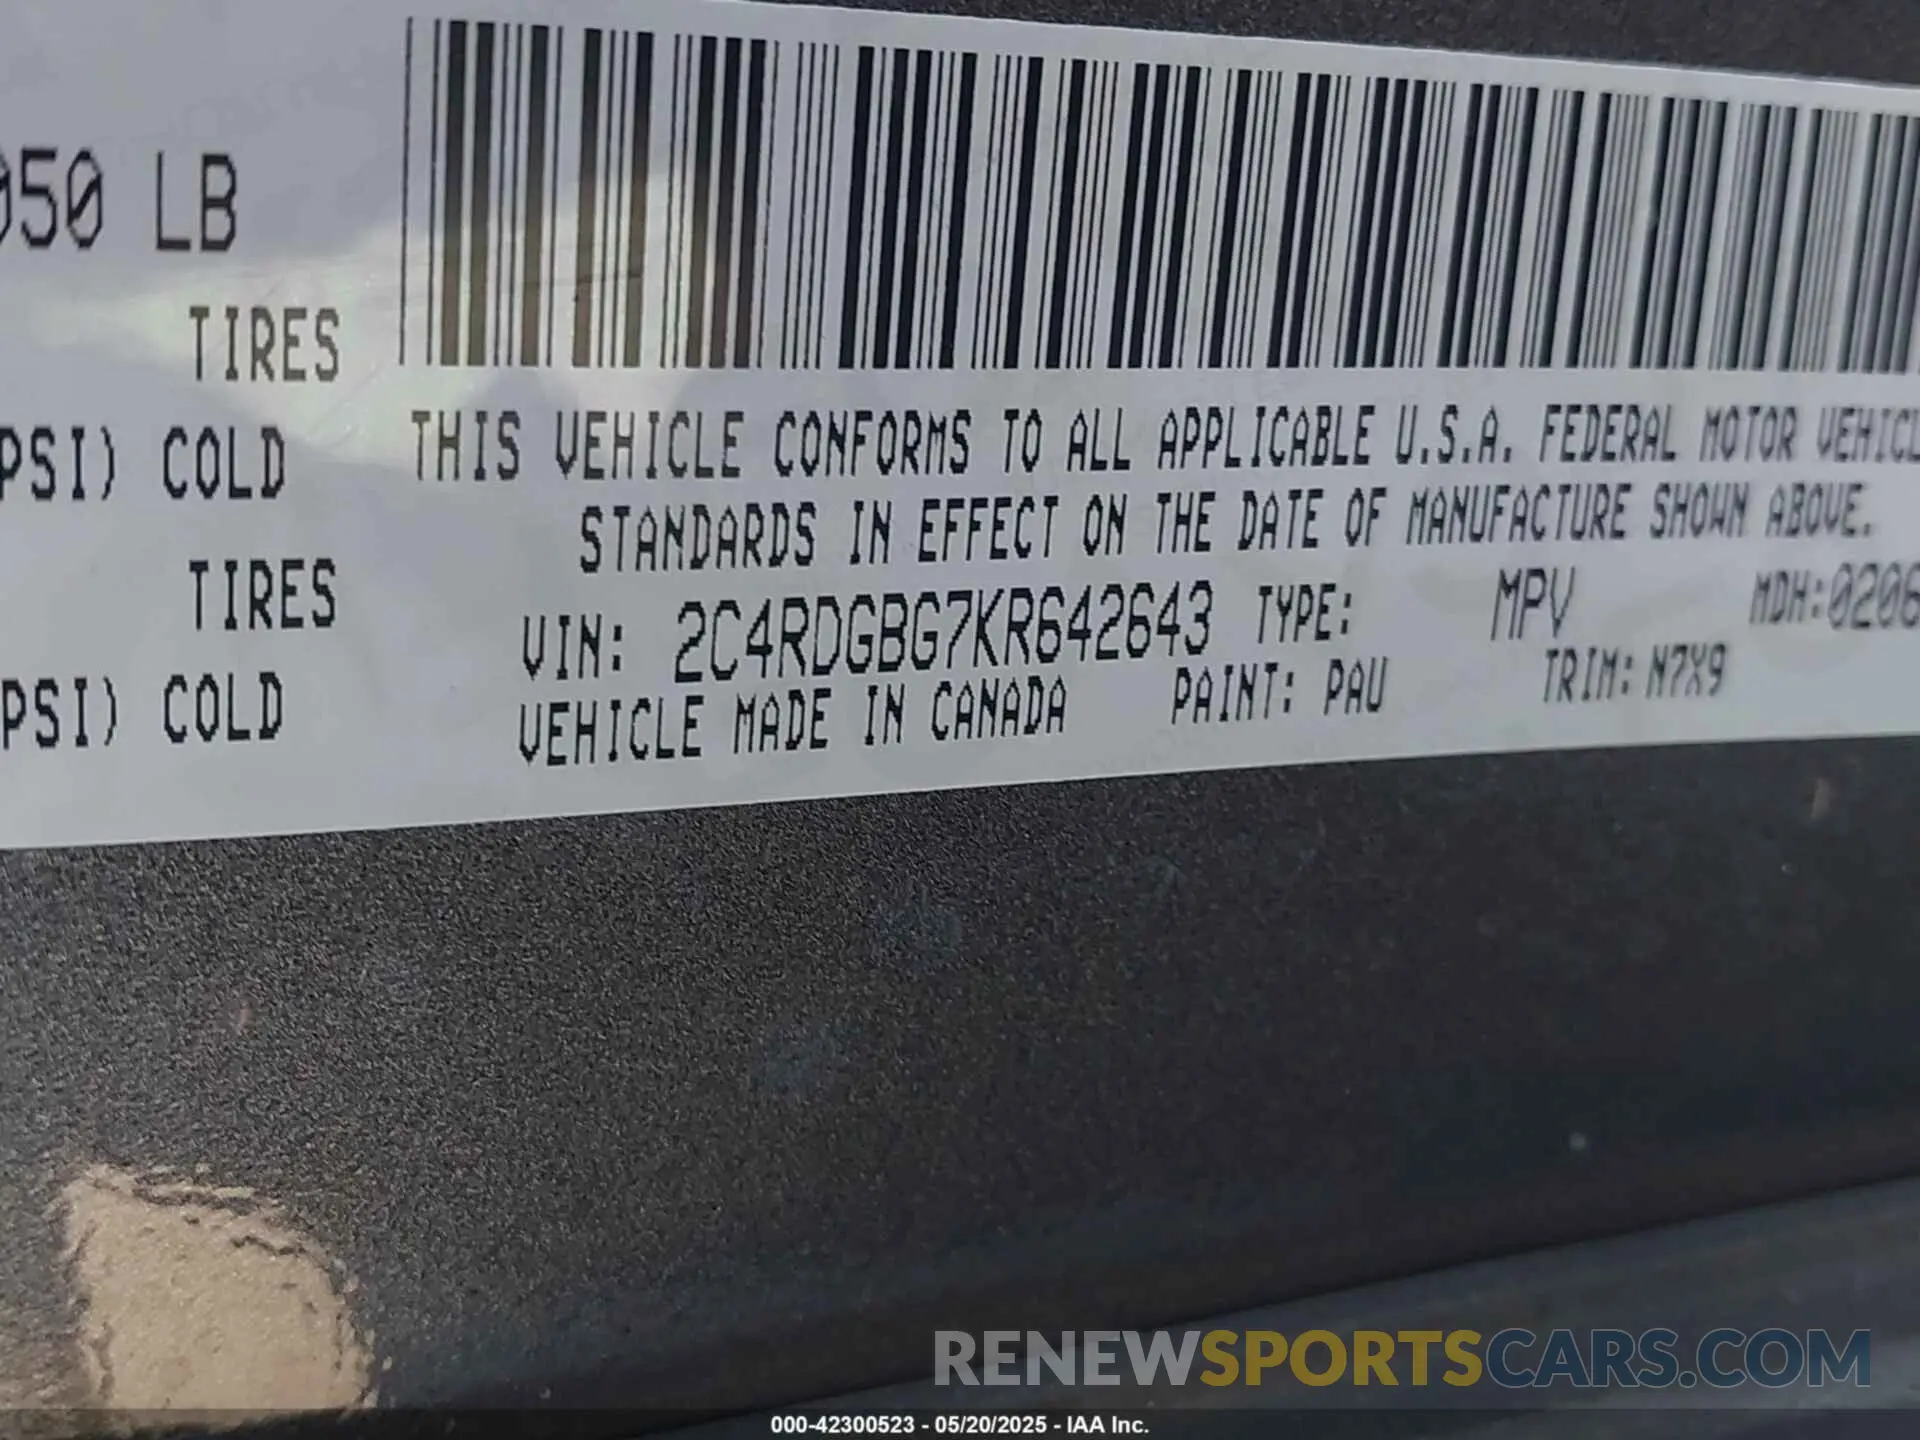 050 LB
TIRES
PSI) COLD
TIRES
PSI) COLD
THIS VEHICLE CONFORMS TO ALL APPLICABLE U.S.A. FEDERAL MOTOR VEHICL
STANDARDS IN EFFECT ON THE DATE OF MANUFACTURE SHOWN ABOVE.
VIN: 2C4RDGBG7KR642643 TYPE: MPV MDH:0206
VEHICLE MADE IN CANADA PAINT: PAU TRIM: N7X9
RENEWSPORTSCARS.COM
000-42300523 - 05/20/2025 - IAA Inc.